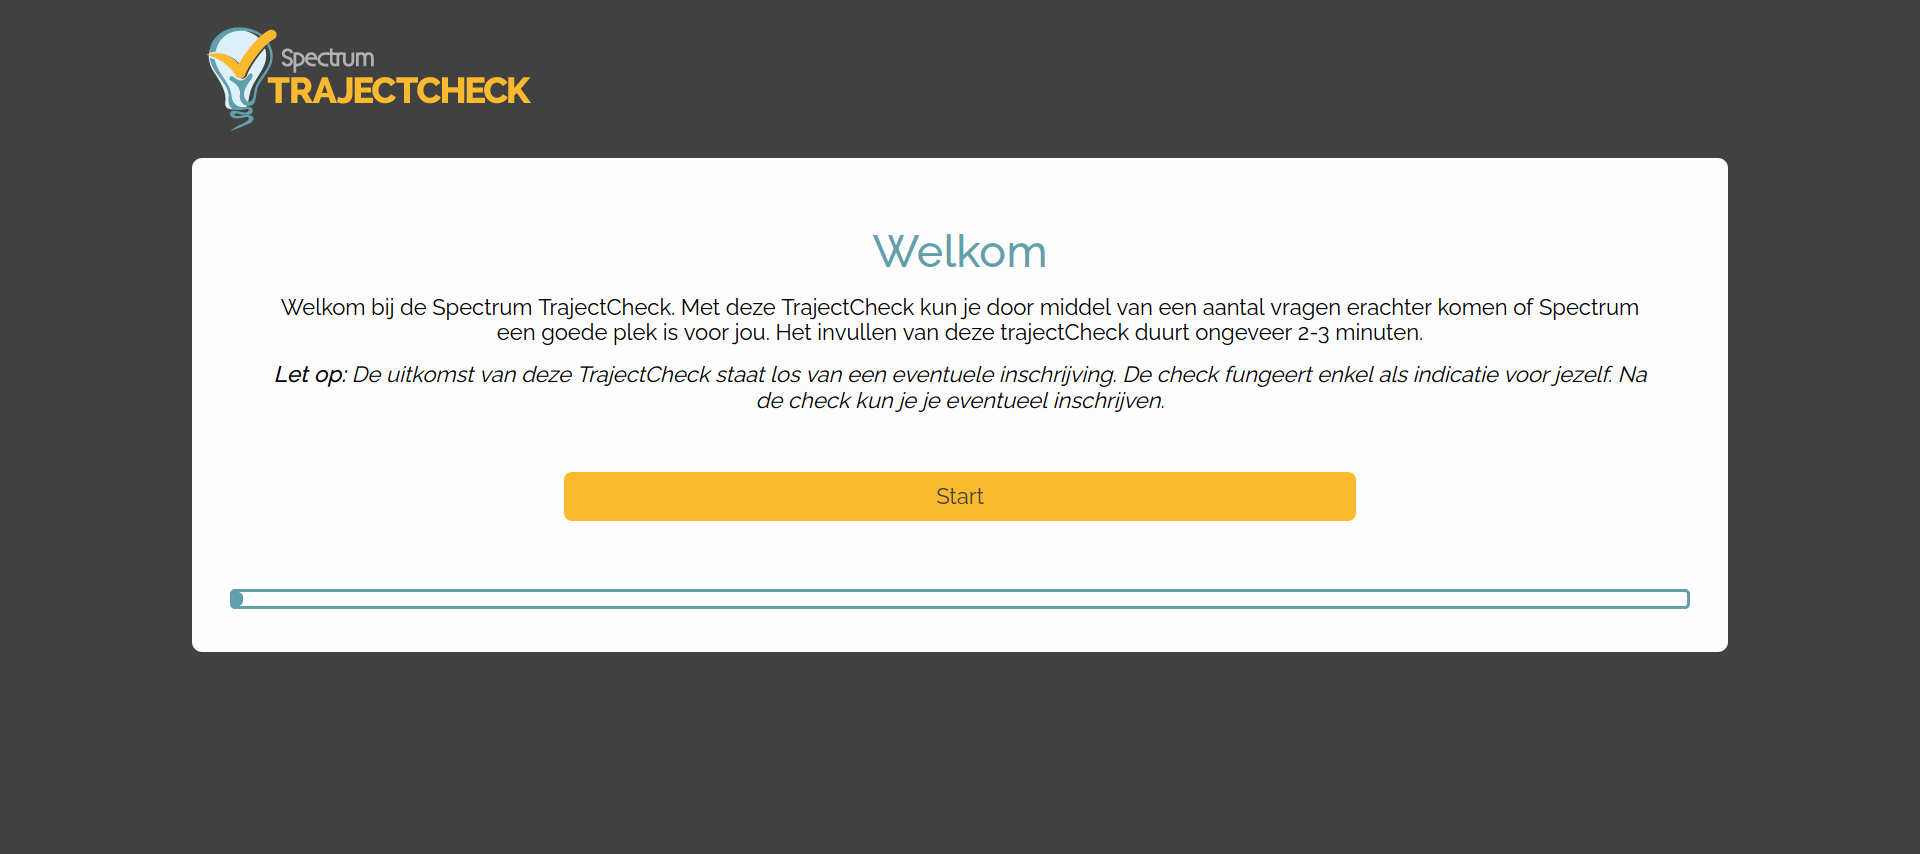 Spectrum
TRAJECTCHECK
Welkom
Welkom bij de Spectrum TrajectCheck. Met deze TrajectCheck kun je door middel van een aantal vragen erachter komen of Spectrum
een goede plek is voor jou. Het invullen van deze trajectCheck duurt ongeveer 2-3 minuten.
Let op: De uitkomst van deze TrajectCheck staat los van een eventuele inschrijving. De check fungeert enkel als indicatie voor jezelf. Na
de check kun je je eventueel inschrijven.
Start